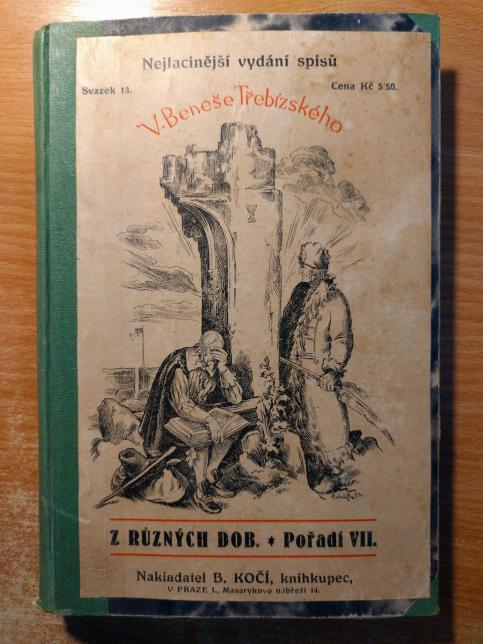 Nejlacinější vydání spisů
Svazek 13.
Cena Kč 5·50.
V. Beneše Třebízského
Z RŮZNÝCH DOB. * Pořadí VII.
Nakladatel B. KOČÍ, knihkupec,
V PRAZE I., Masarykovo nábřeží 14.